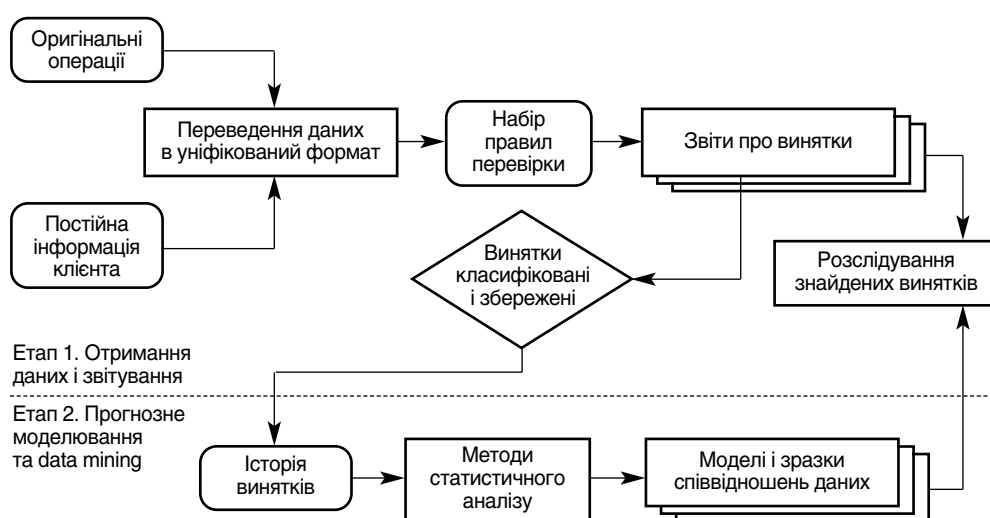 Оригінальні
операції
Переведення даних
в уніфікований формат
Набір
правил
перевірки
Звіти про винятки
Постійна
інформація
клієнта
Винятки
класифіковані
і збережені
Розслідування
знайдених винятків
Етап 1. Отримання
даних і звітування
Етап 2. Прогнозне
моделювання
та data mining
Історія
винятків
Методи
статистичного
аналізу
Моделі і зразки
співвідношень даних